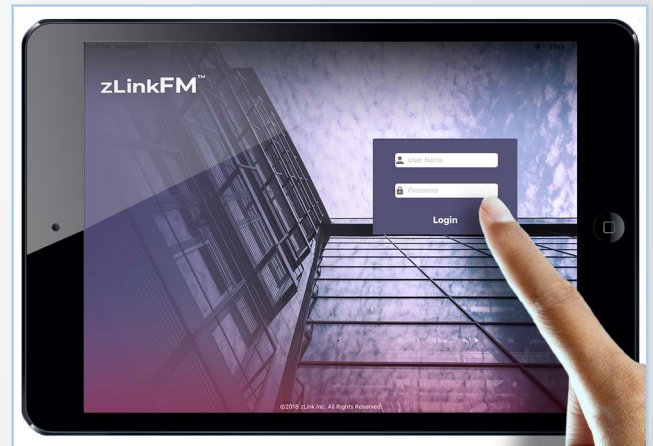 zLinkFM™
User Name
Password
Login
©2018 zLink Inc. All Rights Reserved.